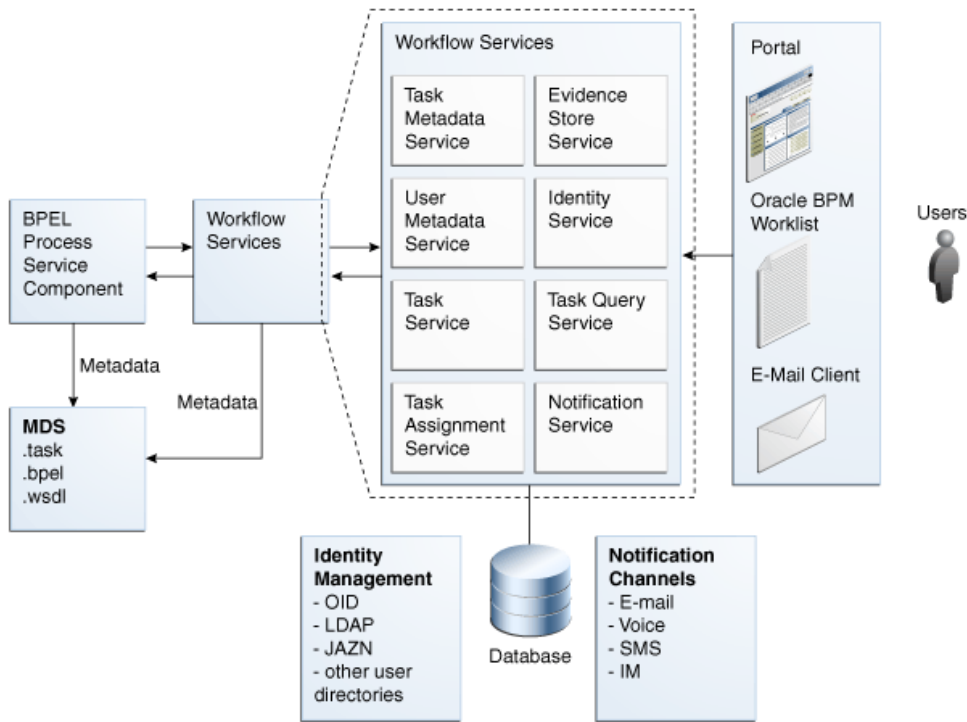 Workflow Services
Task
Metadata
Service
Evidence
Store
Service
User
Metadata
Service
Identity
Service
Task
Service
Task Query
Service
Task
Assignment
Service
Notification
Service
Portal
Oracle BPM
Worklist
E-Mail Client
Users
BPEL
Process
Service
Component
Workflow
Services
Metadata
Metadata
MDS
.task
.bpel
.wsdl
Identity
Management
- OID
- LDAP
- JAZN
- other user
directories
Database
Notification
Channels
- E-mail
- Voice
- SMS
- IM